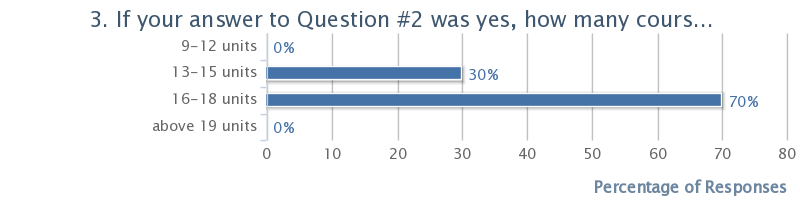 3. If your answer to Question #2 was yes, how many cours...
9-12 units 0%
13-15 units 30%
16-18 units 70%
above 19 units 0%
0 10 20 30 40 50 60 70 80
Percentage of Responses